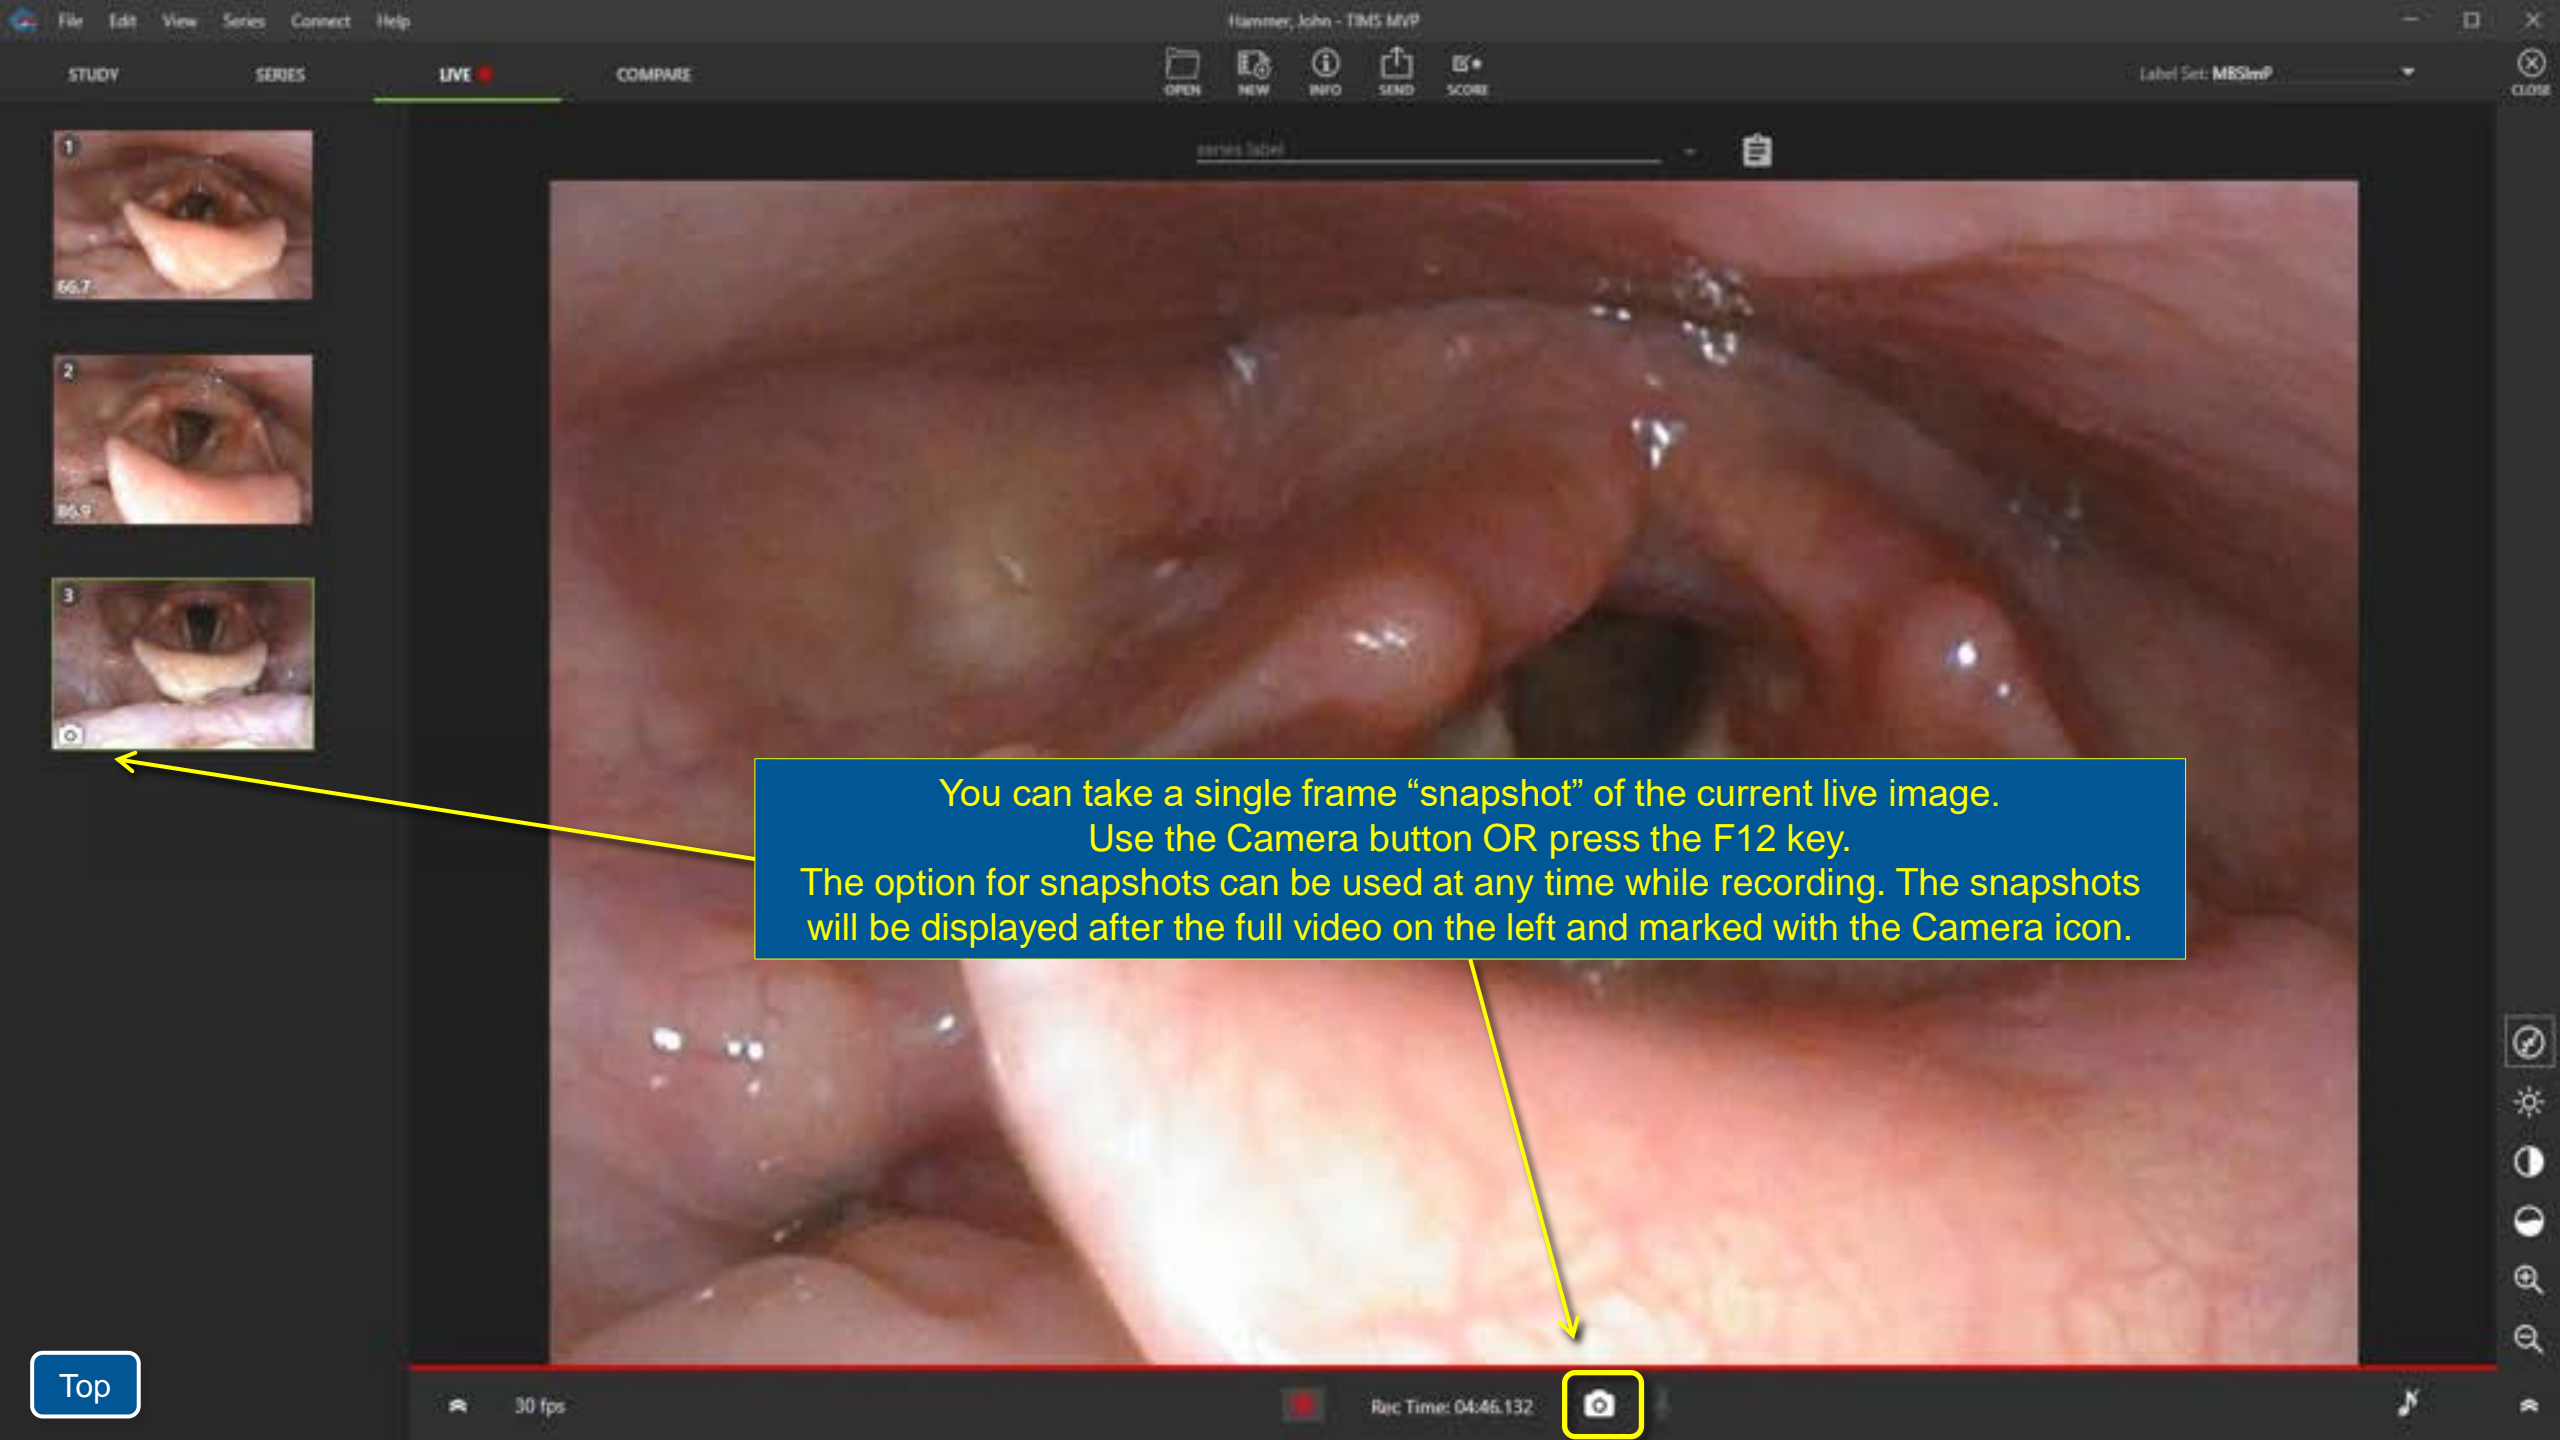 File Edit View Series Connect Help
Hammer, John - TIMS MVP
STUDY SERIES LIVE COMPARE
OPEN NEW INFO SEND SCORE
Label Set: MBSImP
CLOSE
series label
1
66.7
2
86.9
3
You can take a single frame “snapshot” of the current live image.
Use the Camera button OR press the F12 key.
The option for snapshots can be used at any time while recording. The snapshots
will be displayed after the full video on the left and marked with the Camera icon.
Top
30 fps
Rec Time: 04:46.132